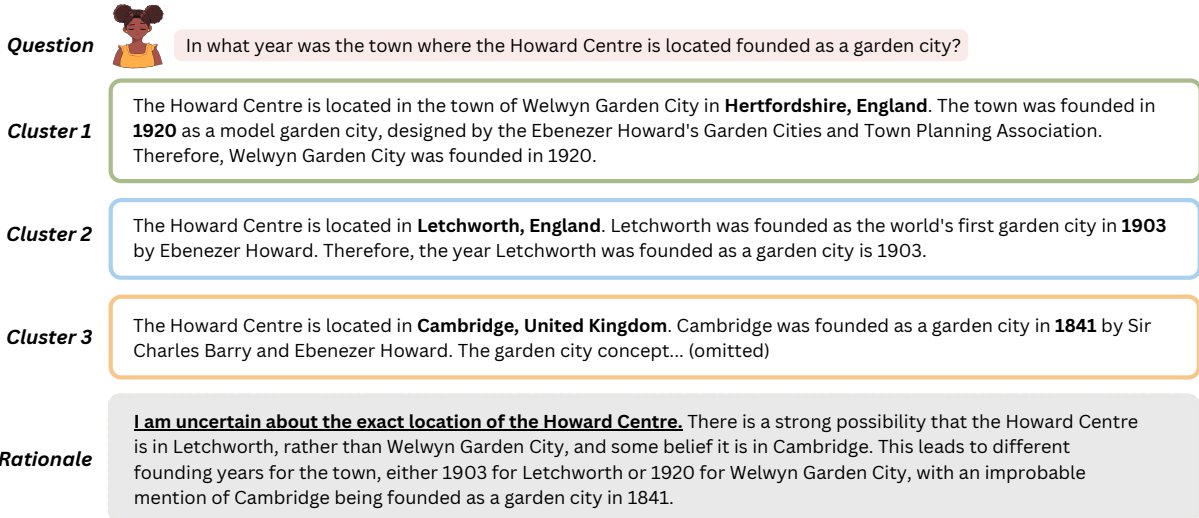 Question
In what year was the town where the Howard Centre is located founded as a garden city?
Cluster 1
The Howard Centre is located in the town of Welwyn Garden City in Hertfordshire, England. The town was founded in
1920 as a model garden city, designed by the Ebenezer Howard's Garden Cities and Town Planning Association.
Therefore, Welwyn Garden City was founded in 1920.
Cluster 2
The Howard Centre is located in Letchworth, England. Letchworth was founded as the world's first garden city in 1903
by Ebenezer Howard. Therefore, the year Letchworth was founded as a garden city is 1903.
Cluster 3
The Howard Centre is located in Cambridge, United Kingdom. Cambridge was founded as a garden city in 1841 by Sir
Charles Barry and Ebenezer Howard. The garden city concept... (omitted)
Rationale
I am uncertain about the exact location of the Howard Centre. There is a strong possibility that the Howard Centre
is in Letchworth, rather than Welwyn Garden City, and some belief it is in Cambridge. This leads to different
founding years for the town, either 1903 for Letchworth or 1920 for Welwyn Garden City, with an improbable
mention of Cambridge being founded as a garden city in 1841.